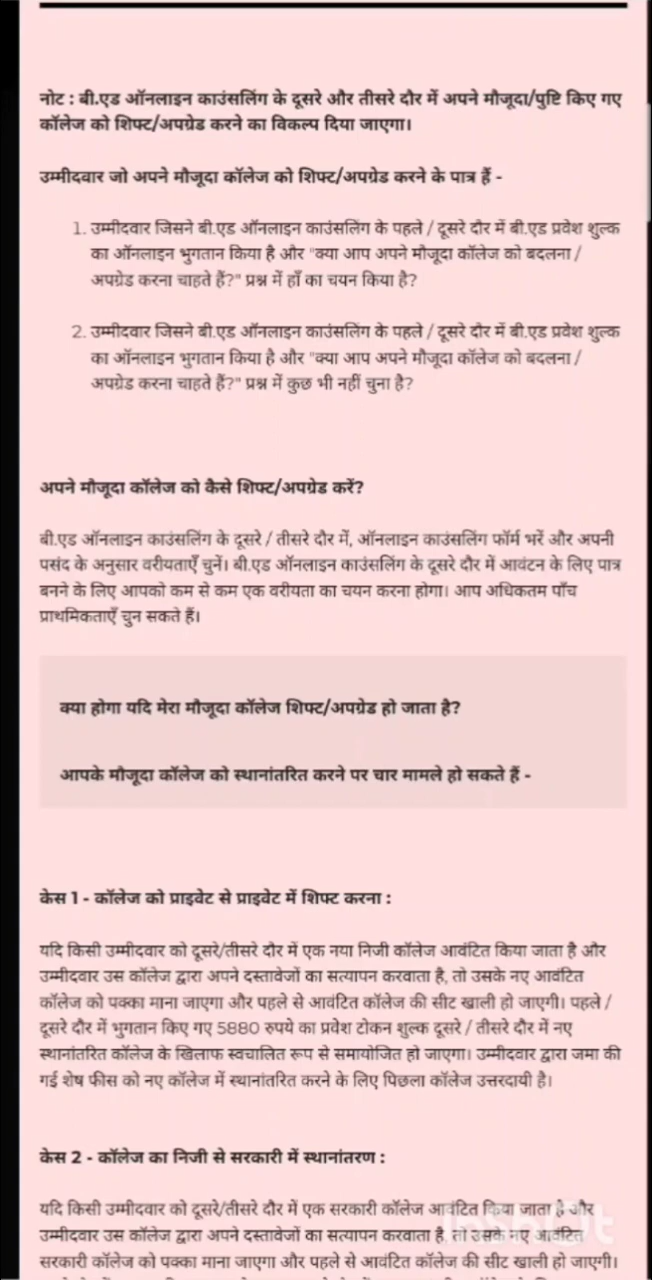 नोट : बी.एड ऑनलाइन काउंसलिंग के दूसरे और तीसरे दौर में अपने मौजूदा/पुष्टि किए गए
कॉलेज को शिफ्ट/अपग्रेड करने का विकल्प दिया जाएगा।
उम्मीदवार जो अपने मौजूदा कॉलेज को शिफ्ट/अपग्रेड करने के पात्र हैं -
1. उम्मीदवार जिसने बी.एड ऑनलाइन काउंसलिंग के पहले / दूसरे दौर में बी.एड प्रवेश शुल्क
का ऑनलाइन भुगतान किया है और "क्या आप अपने मौजूदा कॉलेज को बदलना /
अपग्रेड करना चाहते हैं?" प्रश्न में हाँ का चयन किया है?
2. उम्मीदवार जिसने बी.एड ऑनलाइन काउंसलिंग के पहले / दूसरे दौर में बी.एड प्रवेश शुल्क
का ऑनलाइन भुगतान किया है और "क्या आप अपने मौजूदा कॉलेज को बदलना /
अपग्रेड करना चाहते हैं?" प्रश्न में कुछ भी नहीं चुना है?
अपने मौजूदा कॉलेज को कैसे शिफ्ट/अपग्रेड करें?
बी.एड ऑनलाइन काउंसलिंग के दूसरे / तीसरे दौर में, ऑनलाइन काउंसलिंग फॉर्म भरें और अपनी
पसंद के अनुसार वरीयताएँ चुनें। बी.एड ऑनलाइन काउंसलिंग के दूसरे दौर में आवंटन के लिए पात्र
बनने के लिए आपको कम से कम एक वरीयता का चयन करना होगा। आप अधिकतम पाँच
प्राथमिकताएँ चुन सकते हैं।
क्या होगा यदि मेरा मौजूदा कॉलेज शिफ्ट/अपग्रेड हो जाता है?
आपके मौजूदा कॉलेज को स्थानांतरित करने पर चार मामले हो सकते हैं -
केस 1 - कॉलेज को प्राइवेट से प्राइवेट में शिफ्ट करना :
यदि किसी उम्मीदवार को दूसरे/तीसरे दौर में एक नया निजी कॉलेज आवंटित किया जाता है और
उम्मीदवार उस कॉलेज द्वारा अपने दस्तावेजों का सत्यापन करवाता है, तो उसके नए आवंटित
कॉलेज को पक्का माना जाएगा और पहले से आवंटित कॉलेज की सीट खाली हो जाएगी। पहले /
दूसरे दौर में भुगतान किए गए 5880 रुपये का प्रवेश टोकन शुल्क दूसरे / तीसरे दौर में नए
स्थानांतरित कॉलेज के खिलाफ स्वचालित रूप से समायोजित हो जाएगा। उम्मीदवार द्वारा जमा की
गई शेष फीस को नए कॉलेज में स्थानांतरित करने के लिए पिछला कॉलेज उत्तरदायी है।
केस 2 - कॉलेज का निजी से सरकारी में स्थानांतरण :
यदि किसी उम्मीदवार को दूसरे/तीसरे दौर में एक सरकारी कॉलेज आवंटित किया जाता है और
उम्मीदवार उस कॉलेज द्वारा अपने दस्तावेजों का सत्यापन करवाता है, तो उसके नए आवंटित
सरकारी कॉलेज को पक्का माना जाएगा और पहले से आवंटित कॉलेज की सीट खाली हो जाएगी।
InShOt